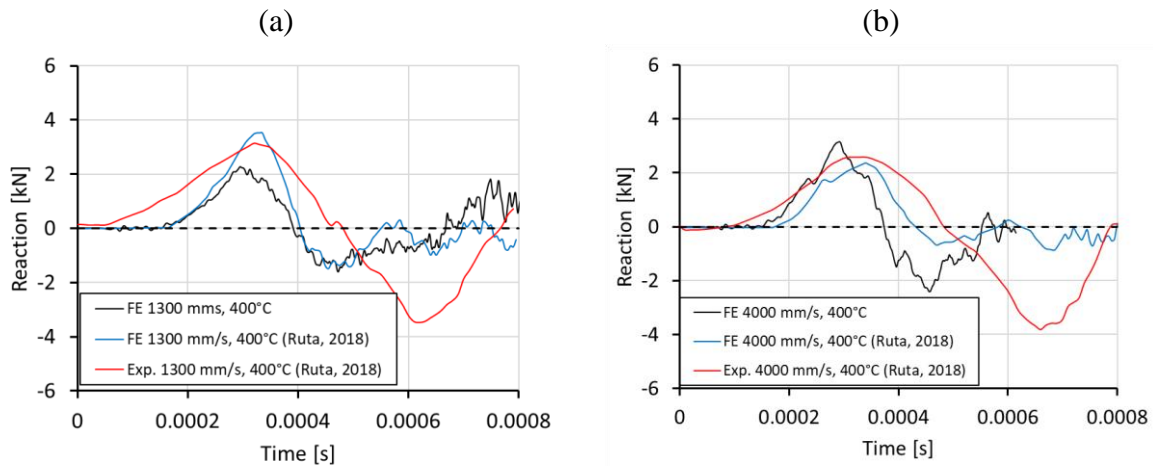 (a)
(b)
Reaction [kN]
6
4
2
0
-2
-4
-6
FE 1300 mms, 400°C
FE 1300 mm/s, 400°C (Ruta, 2018)
Exp. 1300 mm/s, 400°C (Ruta, 2018)
0
0.0002
0.0004
0.0006
0.0008
Time [s]
Reaction [kN]
6
4
2
0
-2
-4
-6
FE 4000 mm/s, 400°C
FE 4000 mm/s, 400°C (Ruta, 2018)
Exp. 4000 mm/s, 400°C (Ruta, 2018)
0
0.0002
0.0004
0.0006
0.0008
Time [s]